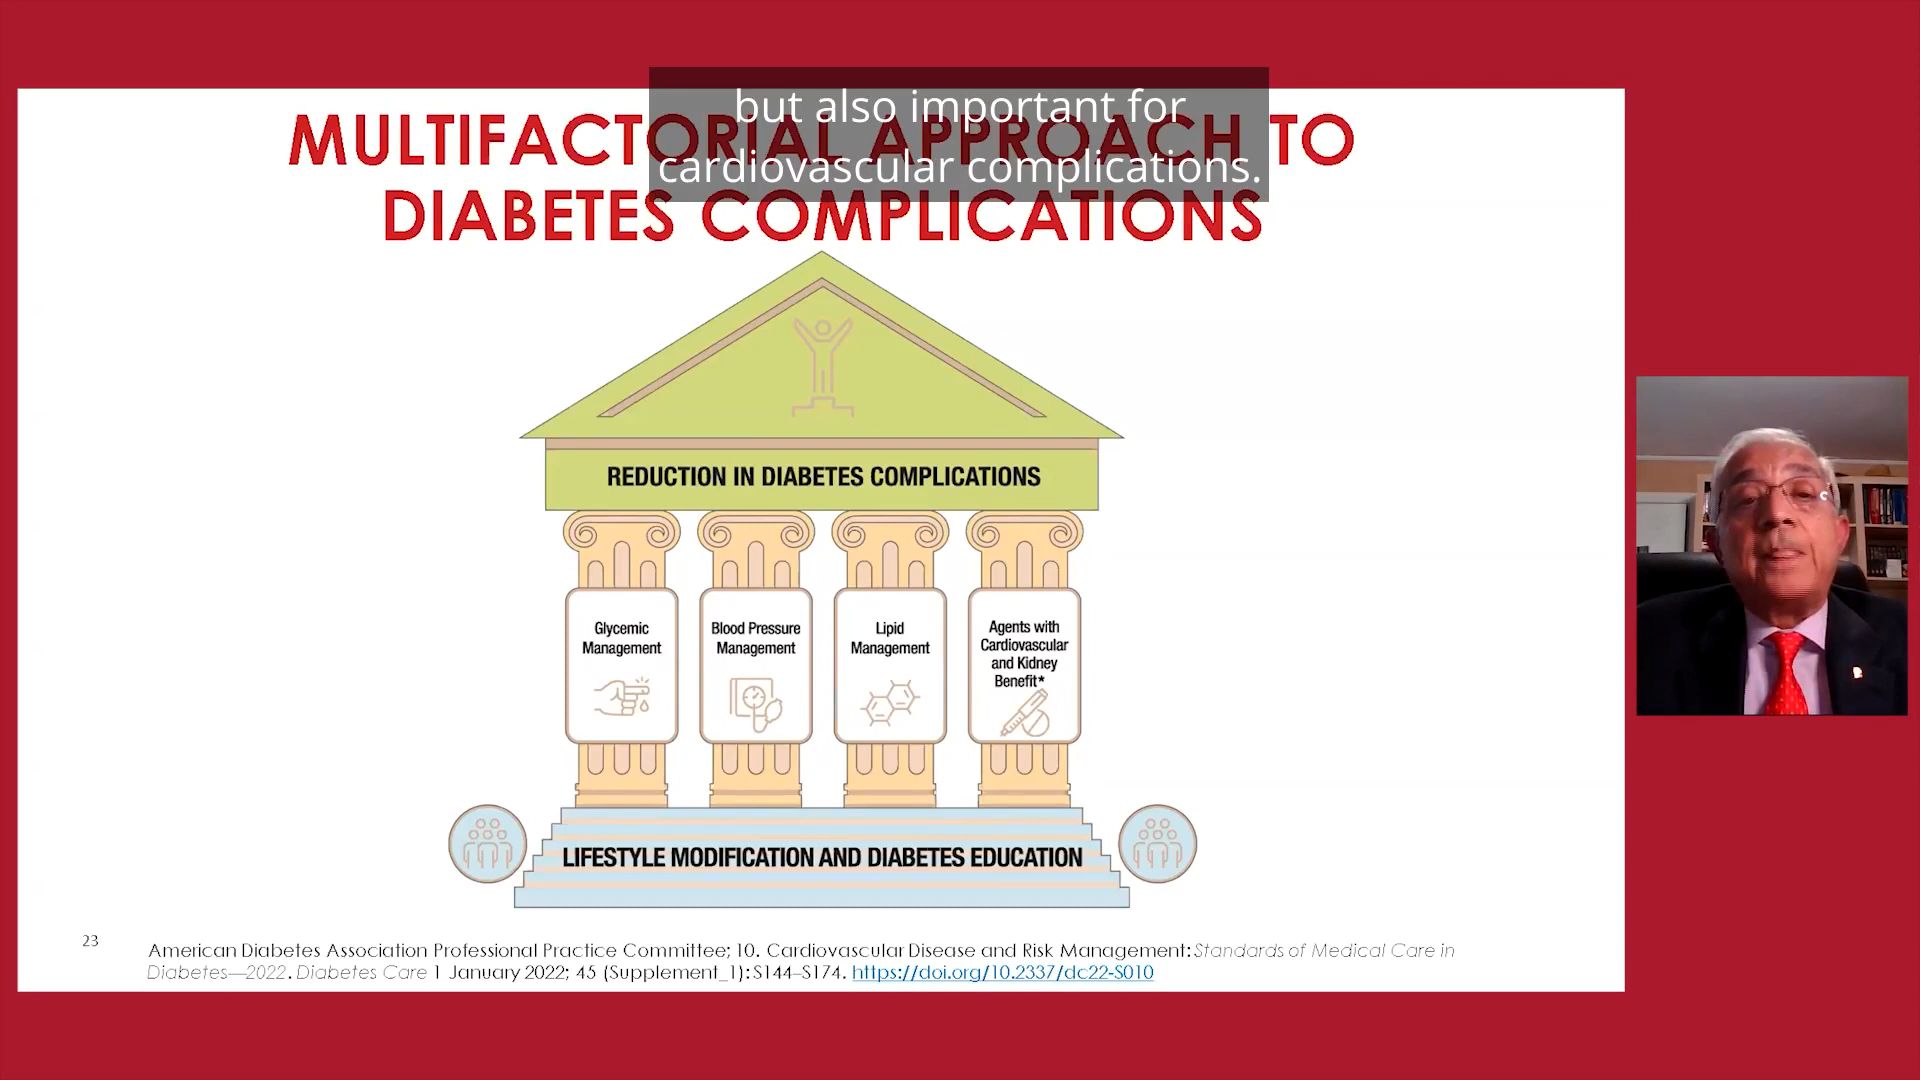 but also important for
cardiovascular complications.
MULTIFACTORIAL APPROACH TO
DIABETES COMPLICATIONS
REDUCTION IN DIABETES COMPLICATIONS
Glycemic
Management
Blood Pressure
Management
Lipid
Management
Agents with
Cardiovascular
and Kidney
Benefit*
LIFESTYLE MODIFICATION AND DIABETES EDUCATION
23
American Diabetes Association Professional Practice Committee; 10. Cardiovascular Disease and Risk Management: Standards of Medical Care in
Diabetes—2022. Diabetes Care 1 January 2022; 45 (Supplement_1): S144–S174. https://doi.org/10.2337/dc22-S010